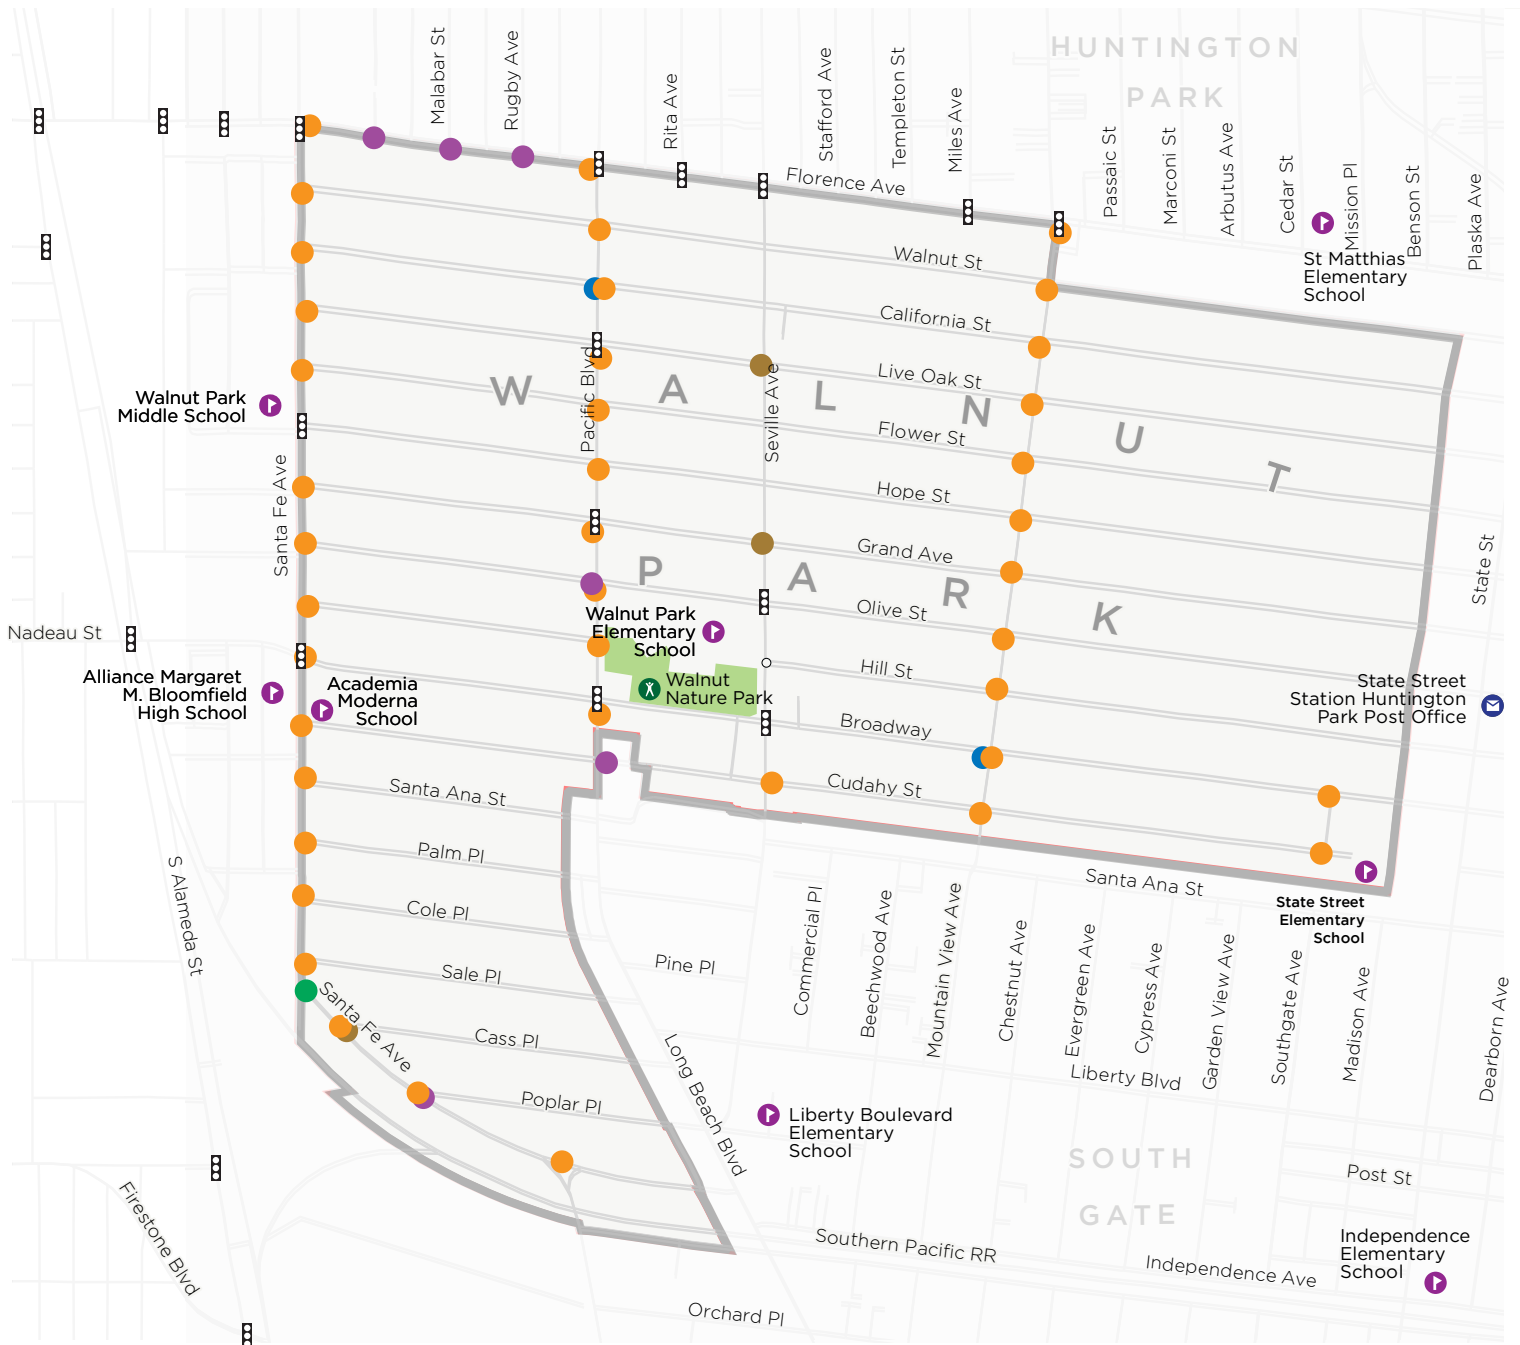 HUNTINGTON
PARK
Malabar St
Rugby Ave
Rita Ave
Stafford Ave
Templeton St
Miles Ave
Passaic St
Marconi St
Arbutus Ave
Cedar St
Mission Pl
Benson St
Plaska Ave
Florence Ave
St Matthias
Elementary
School
Walnut St
California St
Live Oak St
Flower St
Hope St
Grand Ave
Olive St
Hill St
Broadway
Cudahy St
WALNUT
PARK
Pacific Blvd
Seville Ave
Santa Fe Ave
State St
Walnut Park
Middle School
Nadeau St
Alliance Margaret
M. Bloomfield
High School
Academia
Moderna
School
Walnut Park
Elementary
School
Walnut
Nature Park
State Street
Station Huntington
Park Post Office
Santa Ana St
Palm Pl
Cole Pl
Sale Pl
Cass Pl
Poplar Pl
S Alameda St
Santa Fe Ave
Firestone Blvd
Pine Pl
Long Beach Blvd
Santa Ana St
State Street
Elementary
School
Commercial Pl
Beechwood Ave
Mountain View Ave
Chestnut Ave
Evergreen Ave
Cypress Ave
Garden View Ave
Southgate Ave
Madison Ave
Dearborn Ave
Liberty Blvd
Liberty Boulevard
Elementary
School
SOUTH
GATE
Post St
Southern Pacific RR
Independence Ave
Independence
Elementary
School
Orchard Pl